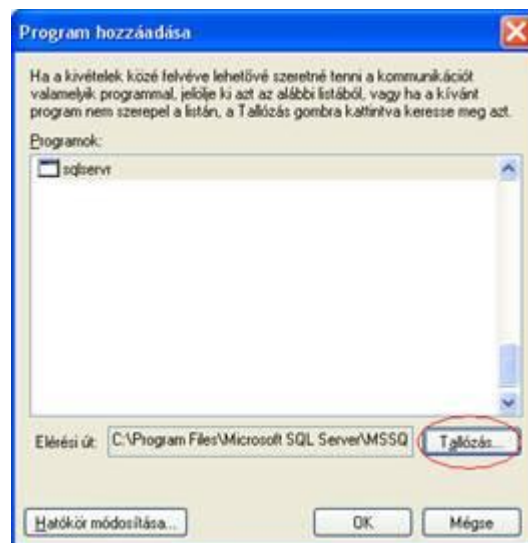 Program hozzáadása
Ha a kivételek közé felvéve lehetővé szeretné tenni a kommunikációt
valamelyik programmal, jelölje ki azt az alábbi listából, vagy ha a kívánt
program nem szerepel a listán, a Tallózás gombra kattintva keresse meg azt.
Programok:
sqlservr
Elérési út: C:\Program Files\Microsoft SQL Server\MSSQ Tallózás...
Hatókör módosítása... OK Mégse